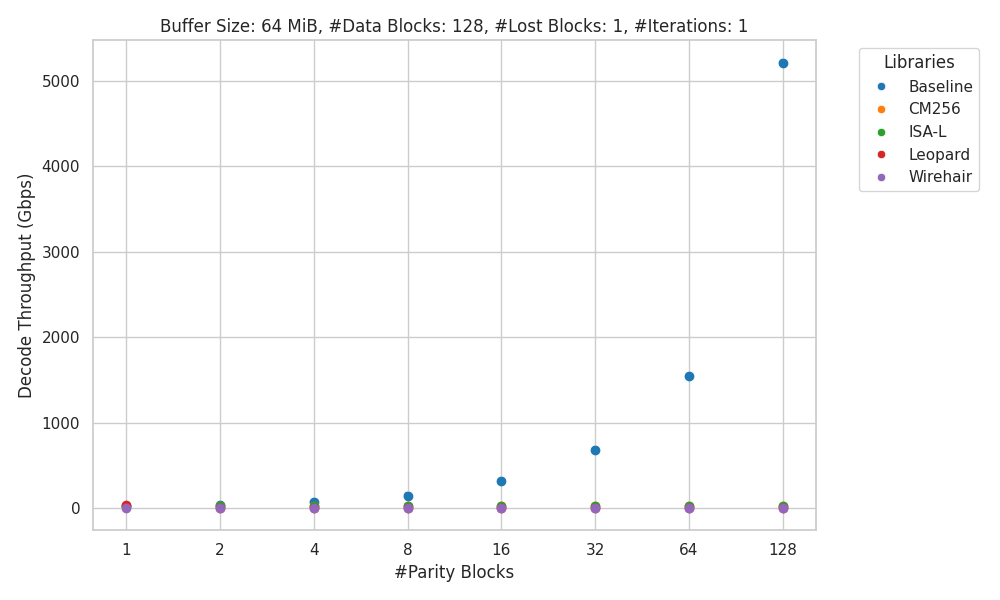 Buffer Size: 64 MiB, #Data Blocks: 128, #Lost Blocks: 1, #Iterations: 1
Decode Throughput (Gbps)
5000
4000
3000
2000
1000
0
1 2 4 8 16 32 64 128
#Parity Blocks
Libraries
Baseline
CM256
ISA-L
Leopard
Wirehair